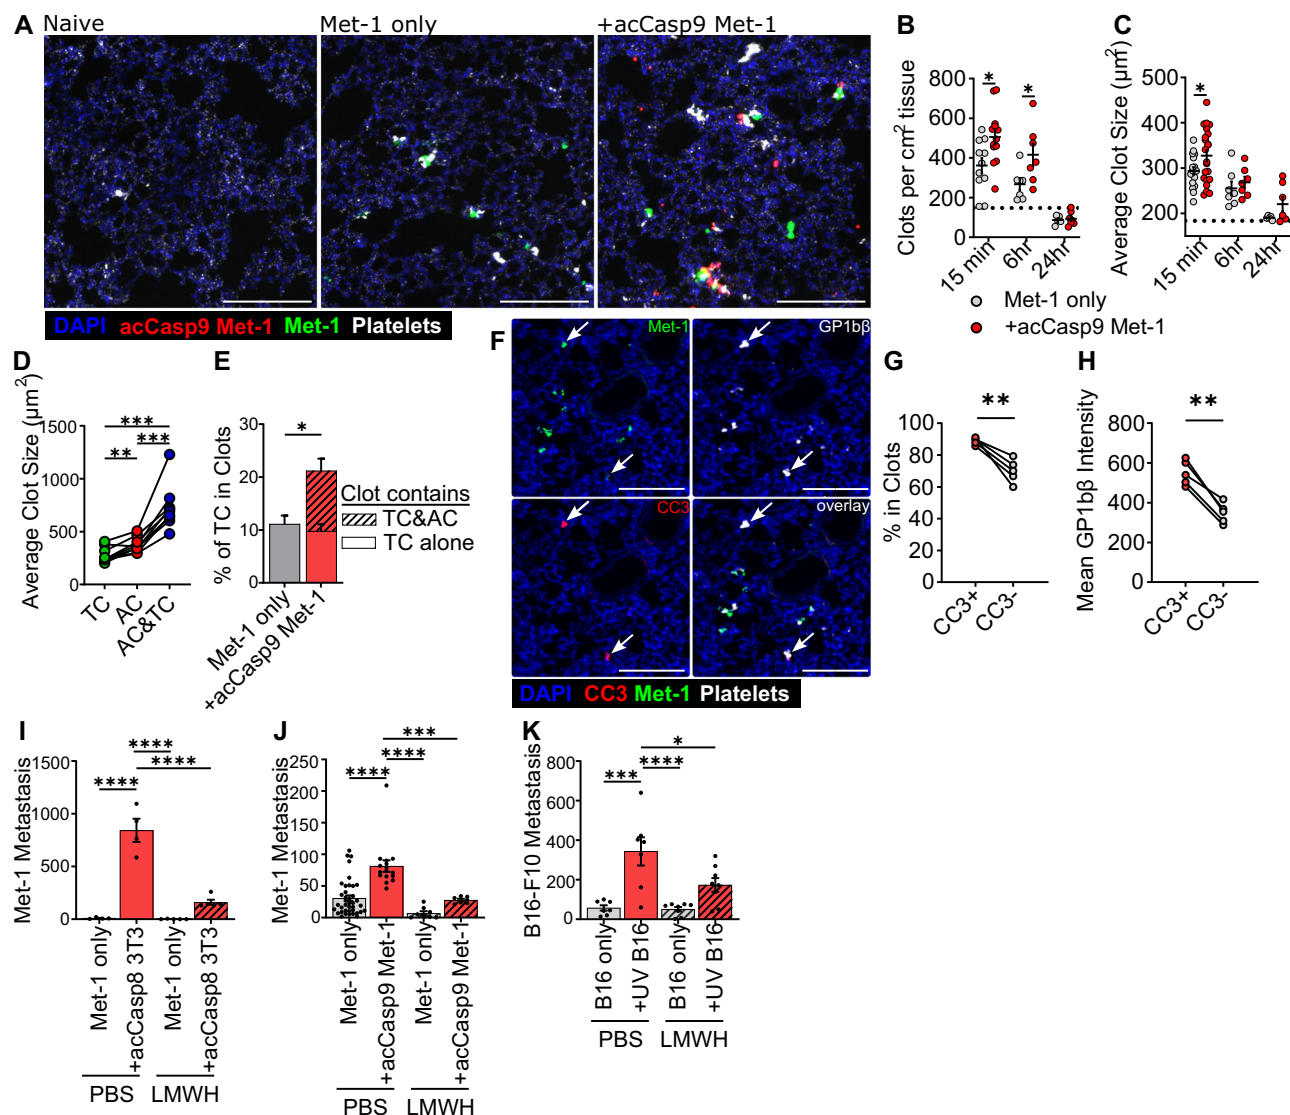 A Naive Met-1 only +acCasp9 Met-1
DAPI acCasp9 Met-1 Met-1 Platelets
B
Clots per cm² tissue
800
600
400
200
0
* *
15 min 6hr 24hr
C
Average Clot Size (µm²)
500
400
300
200
*
15 min 6hr 24hr
Met-1 only
+acCasp9 Met-1
D
Average Clot Size (µm²)
1500
1000
500
0
***
***
**
TC AC AC&TC
E
% of TC in Clots
30
20
10
0
*
Clot contains
TC&AC
TC alone
Met-1 only +acCasp9 Met-1
F
Met-1 GP1bβ
CC3 overlay
DAPI CC3 Met-1 Platelets
G
% in Clots
100
80
60
40
20
0
**
CC3+ CC3-
H
Mean GP1bβ Intensity
800
600
400
200
0
**
CC3+ CC3-
I
Met-1 Metastasis
1500
1000
500
0
****
****
****
Met-1 only +acCasp8 3T3 Met-1 only +acCasp8 3T3
PBS LMWH
J
Met-1 Metastasis
250
200
150
100
50
0
***
****
****
Met-1 only +acCasp9 Met-1 Met-1 only +acCasp9 Met-1
PBS LMWH
K
B16-F10 Metastasis
800
600
400
200
0
*
****
***
B16 only +UV B16 B16 only +UV B16
PBS LMWH